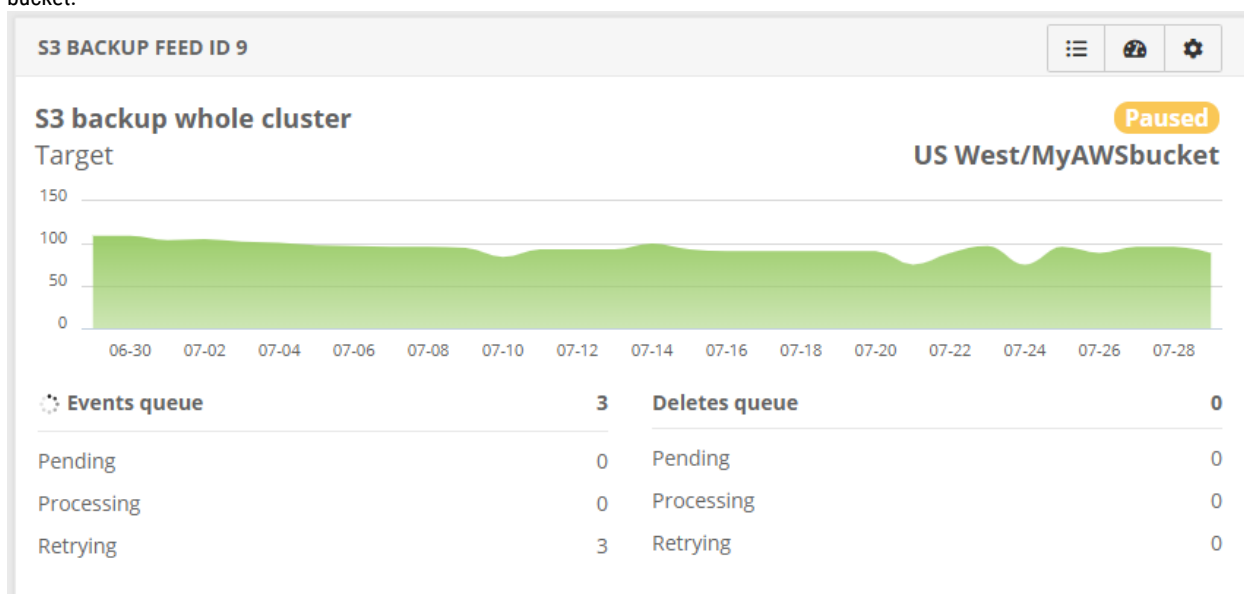 bucket.
S3 BACKUP FEED ID 9
S3 backup whole cluster
Paused
Target
US West/MyAWSbucket
150
100
50
0
06-30 07-02 07-04 07-06 07-08 07-10 07-12 07-14 07-16 07-18 07-20 07-22 07-24 07-26 07-28
Events queue 3
Pending 0
Processing 0
Retrying 3
Deletes queue 0
Pending 0
Processing 0
Retrying 0